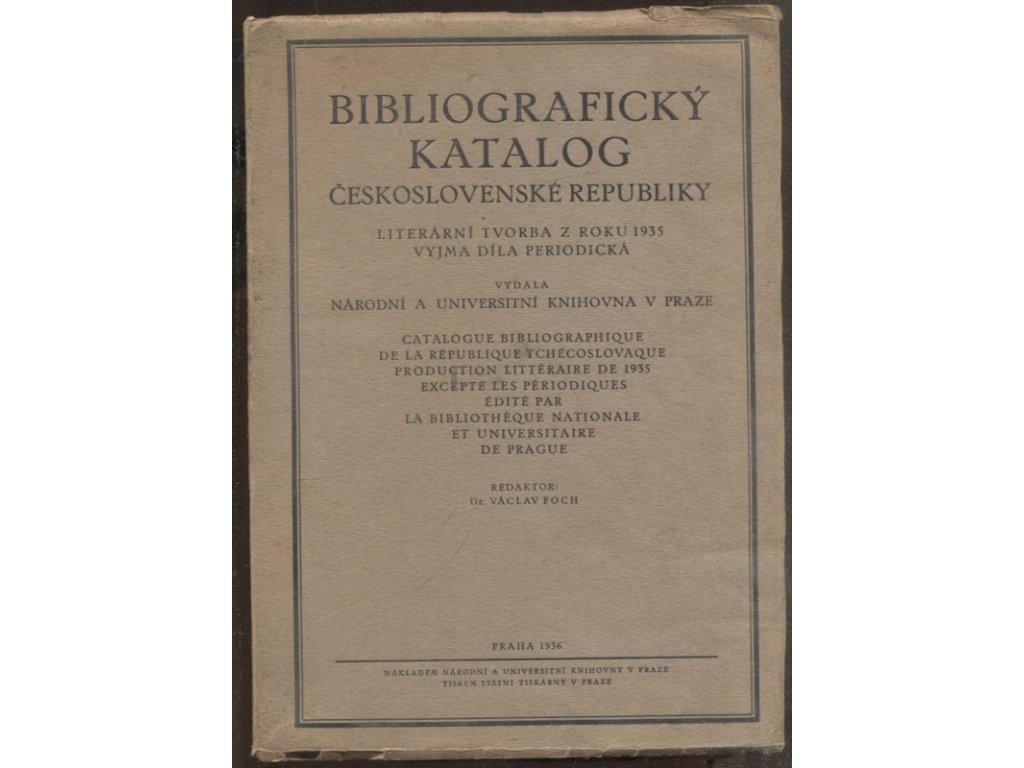 BIBLIOGRAFICKÝ
KATALOG
ČESKOSLOVENSKÉ REPUBLIKY
LITERÁRNÍ TVORBA Z ROKU 1935
VYJMA DÍLA PERIODICKÁ
VYDALA
NÁRODNÍ A UNIVERSITNÍ KNIHOVNA V PRAZE
CATALOGUE BIBLIOGRAPHIQUE
DE LA RÉPUBLIQUE TCHÉCOSLOVAQUE
PRODUCTION LITTÉRAIRE DE 1935
EXCEPTÉ LES PÉRIODIQUES
ÉDITÉ PAR
LA BIBLIOTHÈQUE NATIONALE
ET UNIVERSITAIRE
DE PRAGUE
REDAKTOR:
Dr. VÁCLAV FOCH
PRAHA 1936
NÁKLADEM NÁRODNÍ A UNIVERSITNÍ KNIHOVNY V PRAZE
TISKEM STÁTNÍ TISKÁRNY V PRAZE